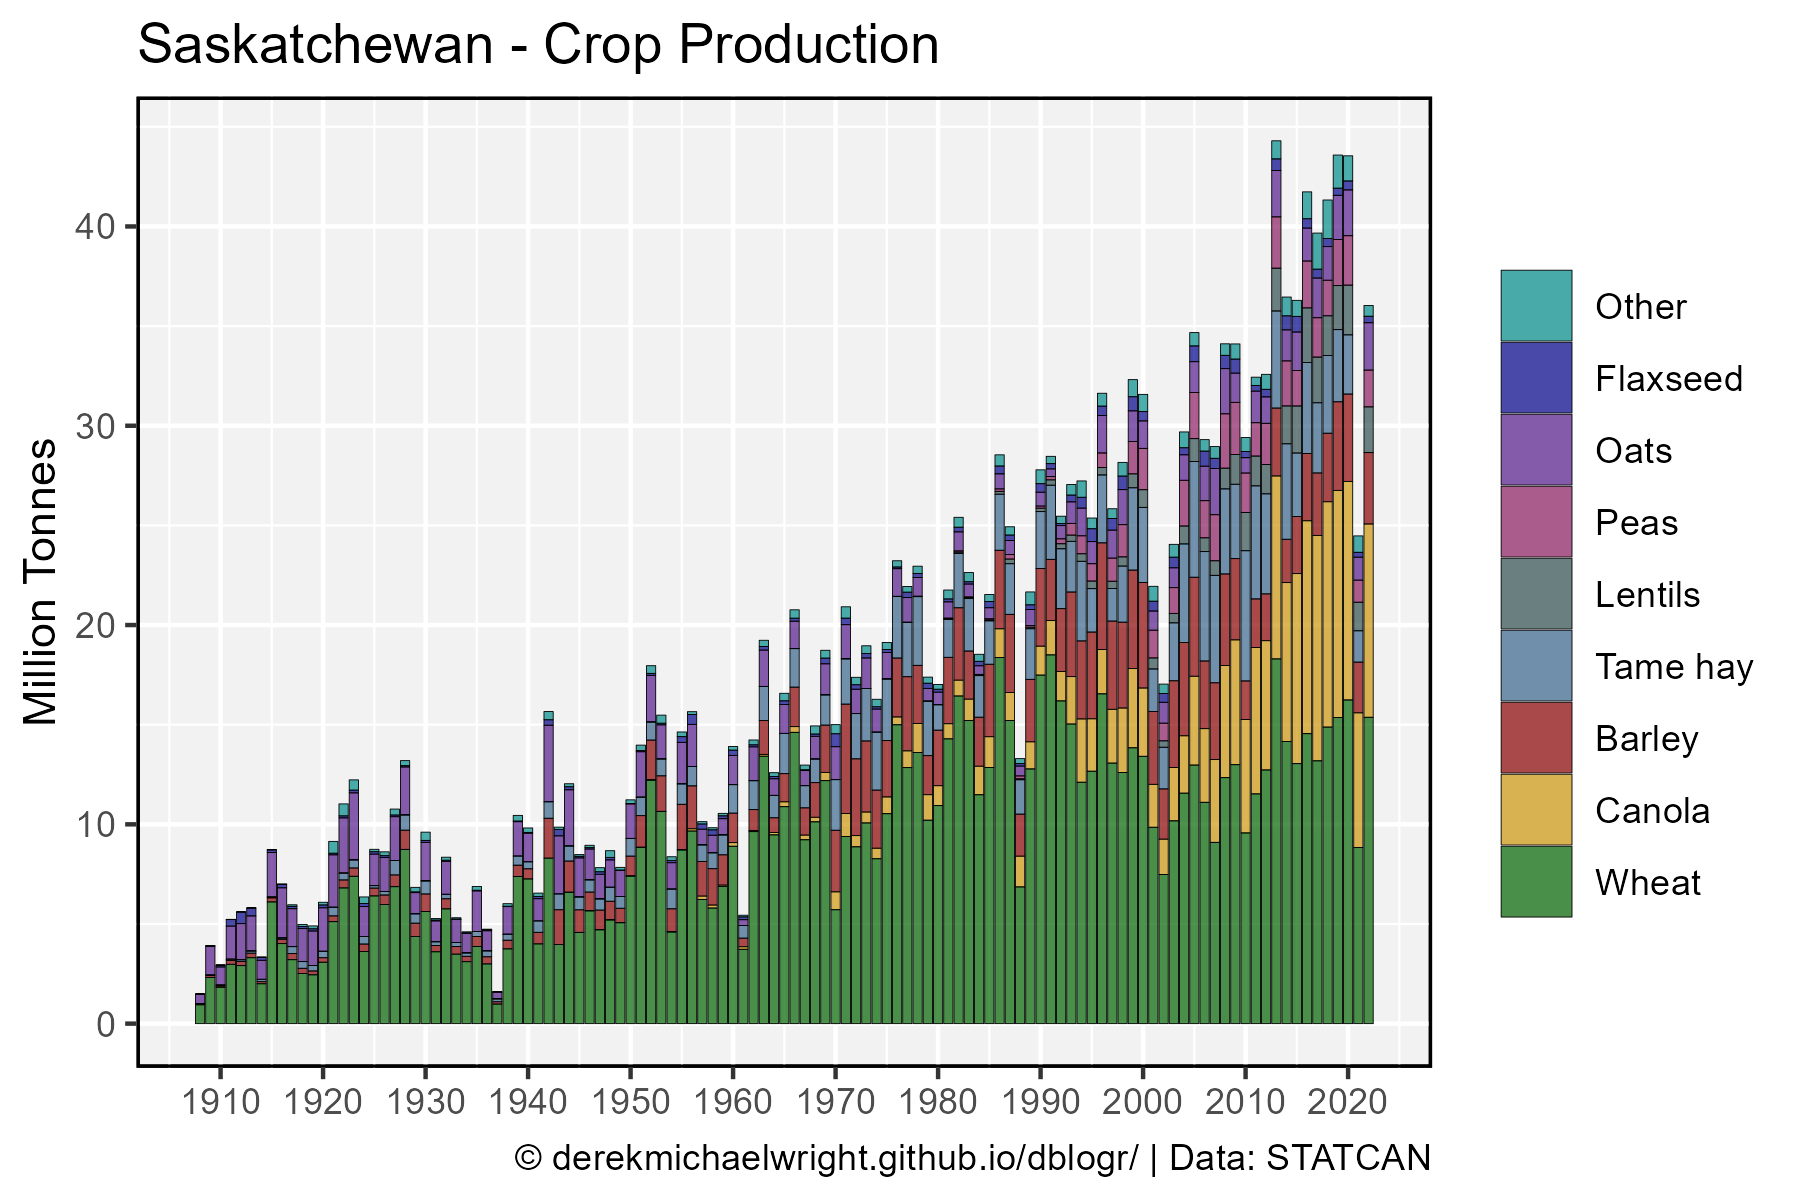 Saskatchewan - Crop Production
Million Tonnes
40
30
20
10
0
1910 1920 1930 1940 1950 1960 1970 1980 1990 2000 2010 2020
Other
Flaxseed
Oats
Peas
Lentils
Tame hay
Barley
Canola
Wheat
© derekmichaelwright.github.io/dblogr/ | Data: STATCAN